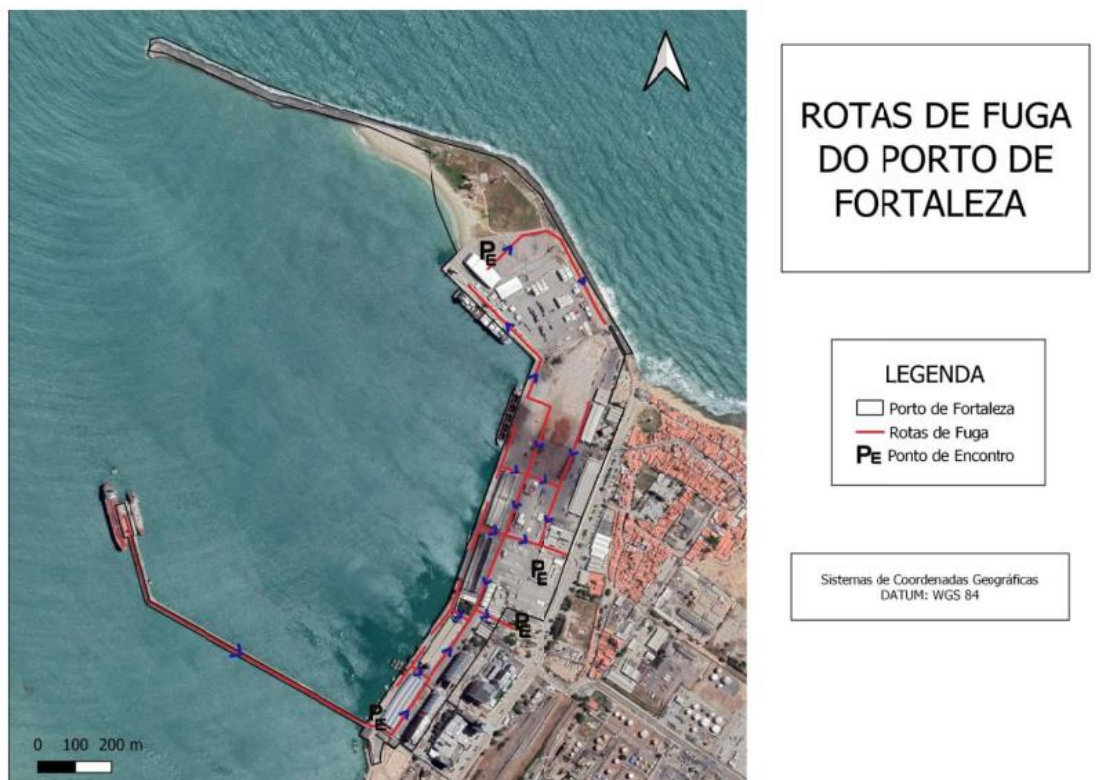 ROTAS DE FUGA
DO PORTO DE
FORTALEZA
PE
LEGENDA
Porto de Fortaleza
Rotas de Fuga
PE Ponto de Encontro
PE
Sistemas de Coordenadas Geográficas
DATUM: WGS 84
PE
PE
0 100 200 m